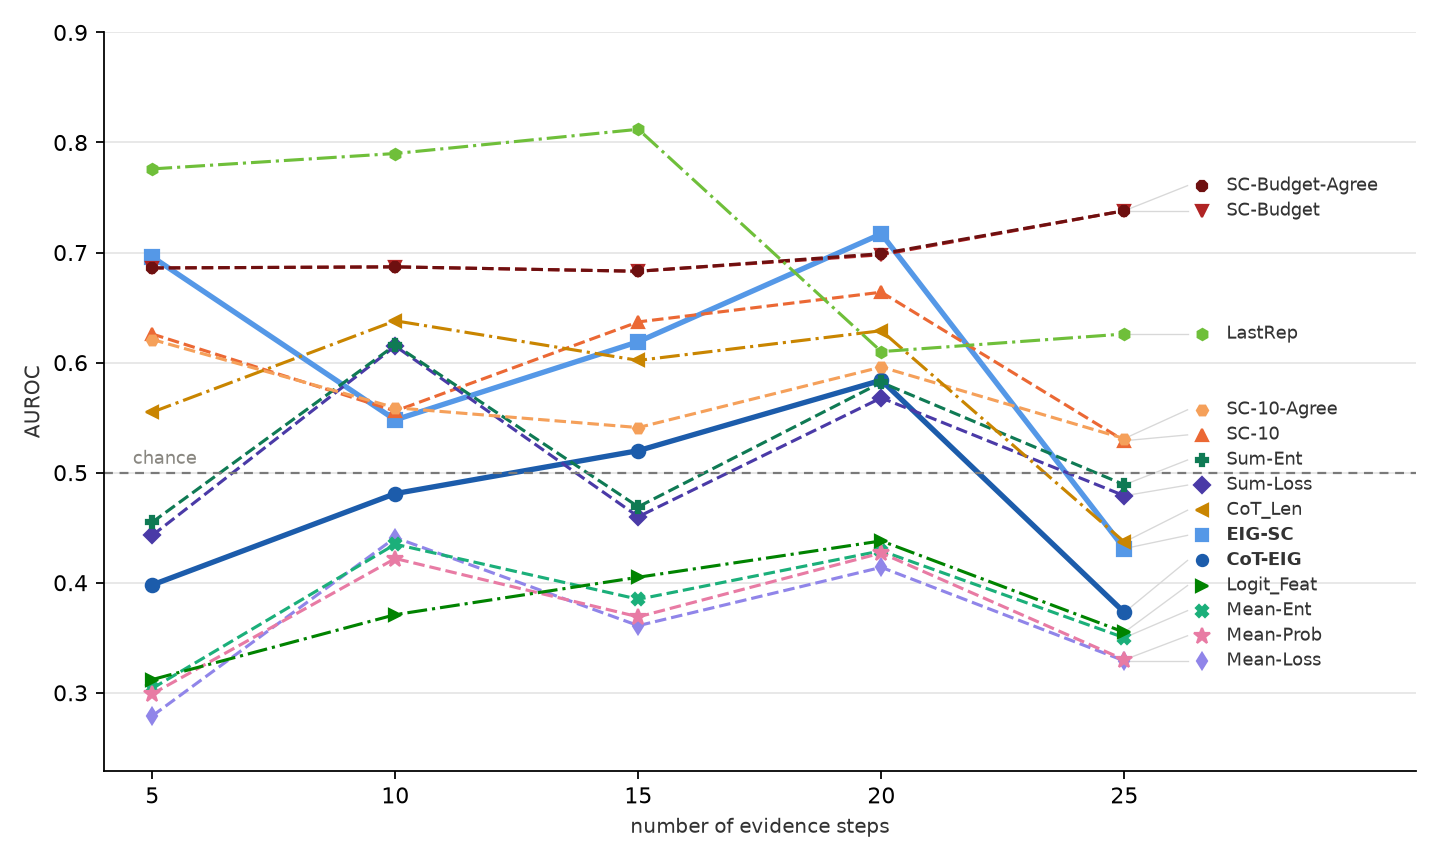 0.9
0.8
0.7
0.6
0.5
0.4
0.3
AUROC
chance
5
10
15
20
25
number of evidence steps
SC-Budget-Agree
SC-Budget
LastRep
SC-10-Agree
SC-10
Sum-Ent
Sum-Loss
CoT_Len
EIG-SC
CoT-EIG
Logit_Feat
Mean-Ent
Mean-Prob
Mean-Loss